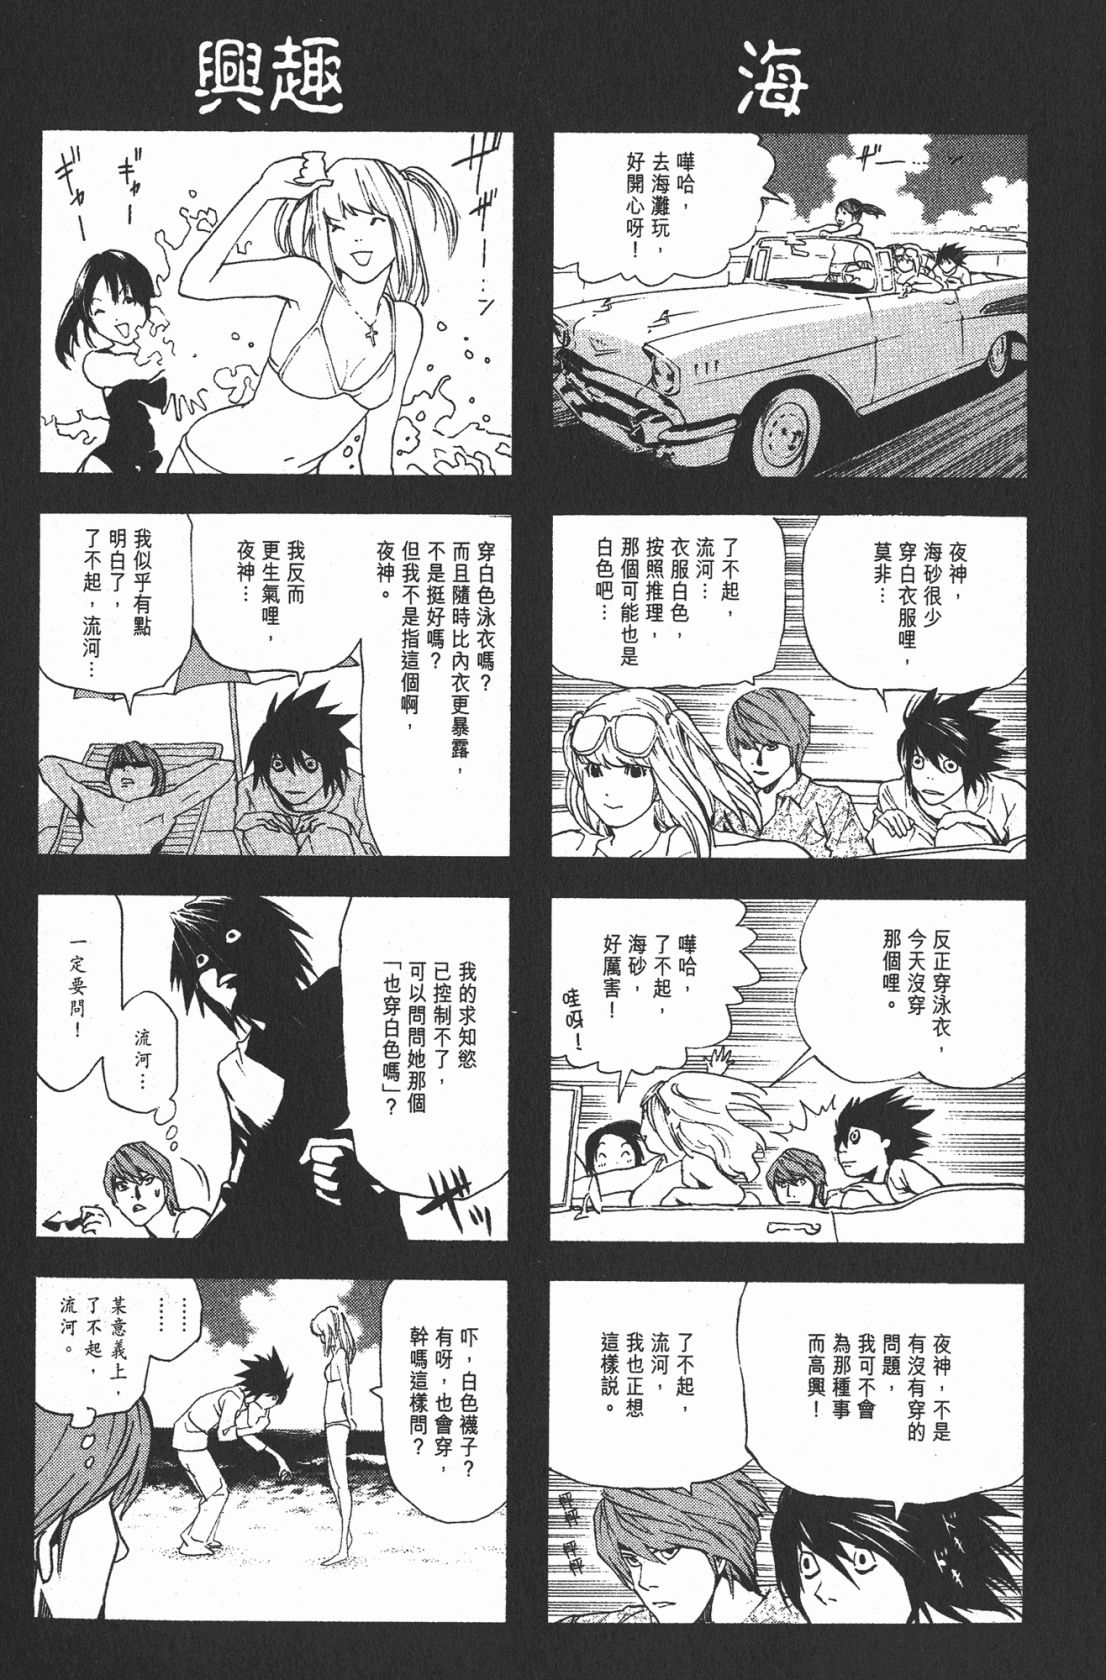 海
嘩哈，
去海灘玩，
好開心呀！
ザー…ン
夜神，
海砂很少
穿白衣服哩，
莫非…
了不起，
流河…
衣服白色，
按照推理，
那個可能也是
白色吧…
反正穿泳衣，
今天沒穿
那個哩。
嘩哈，
了不起，
海砂，
好厲害！
哇呀！
夜神，不是
有沒有穿的
問題，
我可不會
為那種事
而高興！
了不起，
流河，
我也正想
這樣說。
怦怦
怦怦
興趣
ギャー
ギャー
穿白色泳衣嗎？
而且隨時比內衣更暴露，
不是挺好嗎？
但我不是指這個啊，
夜神。
我反而
更生氣哩，
夜神…
我似乎有點
明白了，
了不起，流河…
我的求知慾
已控制不了，
可以問問她那個
「也穿白色嗎」？
流河…
一定要問！
吓，白色襪子？
有呀，也會穿，
幹嗎這樣問？
……
……
某意義上，
了不起，
流河。